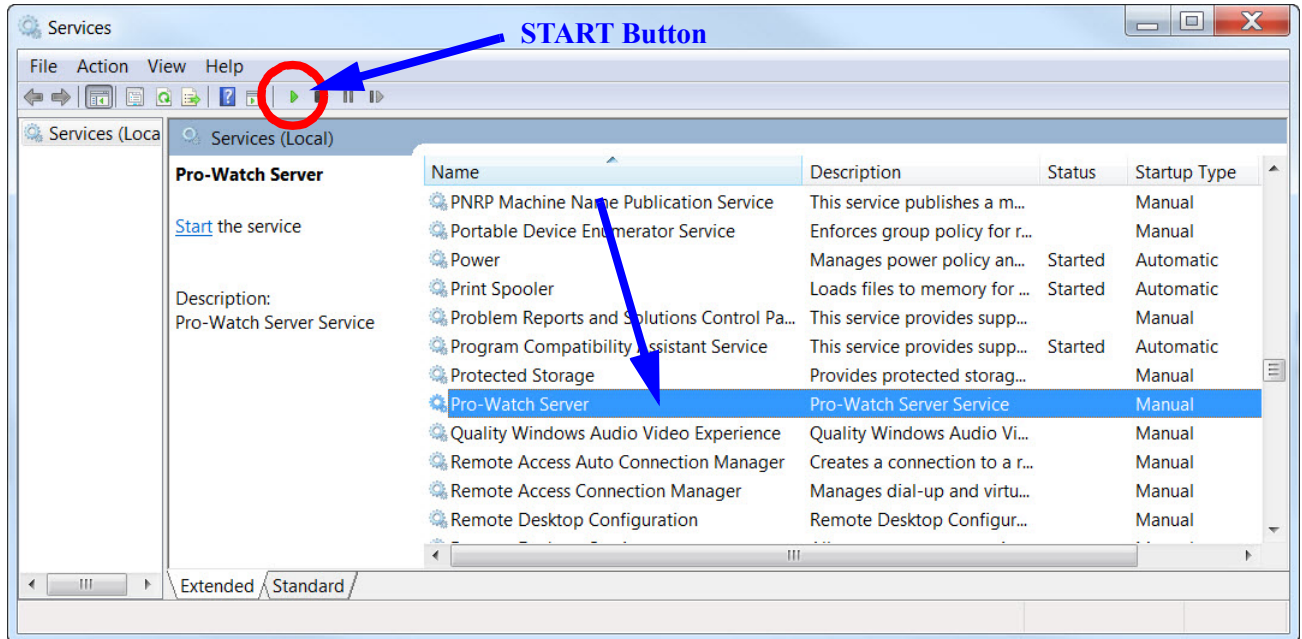 Services
START Button
File Action View Help
Services (Loca
Services (Local)
Pro-Watch Server
Start the service
Description:
Pro-Watch Server Service
Name Description Status Startup Type
PNRP Machine Name Publication Service This service publishes a m... Manual
Portable Device Enumerator Service Enforces group policy for r... Manual
Power Manages power policy an... Started Automatic
Print Spooler Loads files to memory for ... Started Automatic
Problem Reports and Solutions Control Pa... This service provides supp... Manual
Program Compatibility Assistant Service This service provides supp... Started Automatic
Protected Storage Provides protected storag... Manual
Pro-Watch Server Pro-Watch Server Service Manual
Quality Windows Audio Video Experience Quality Windows Audio Vi... Manual
Remote Access Auto Connection Manager Creates a connection to a r... Manual
Remote Access Connection Manager Manages dial-up and virtu... Manual
Remote Desktop Configuration Remote Desktop Configur... Manual
Extended Standard